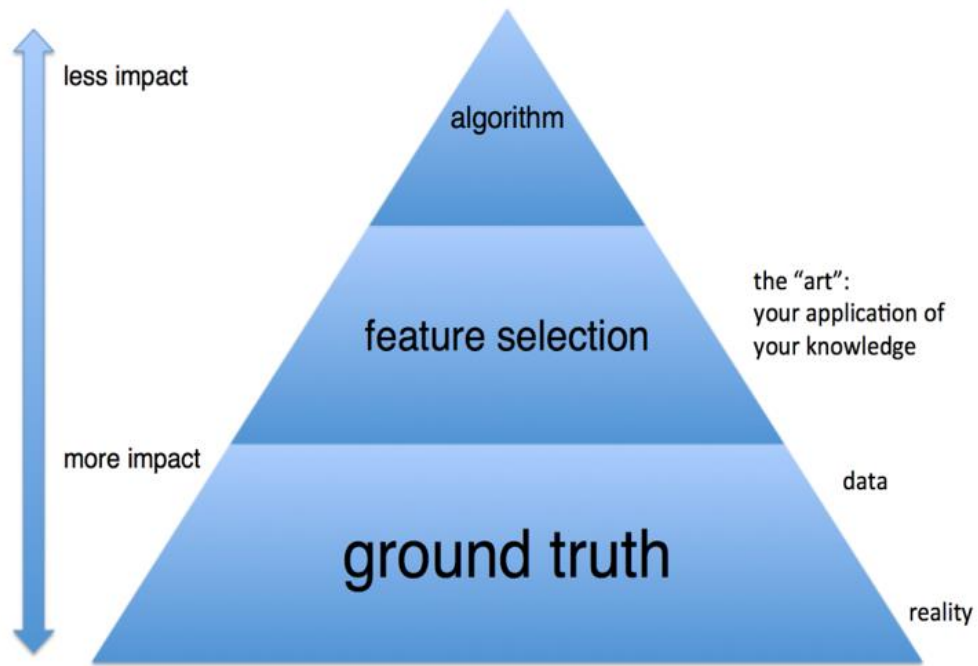 less impact
algorithm
the “art”:
your application of
your knowledge
feature selection
more impact
data
ground truth
reality